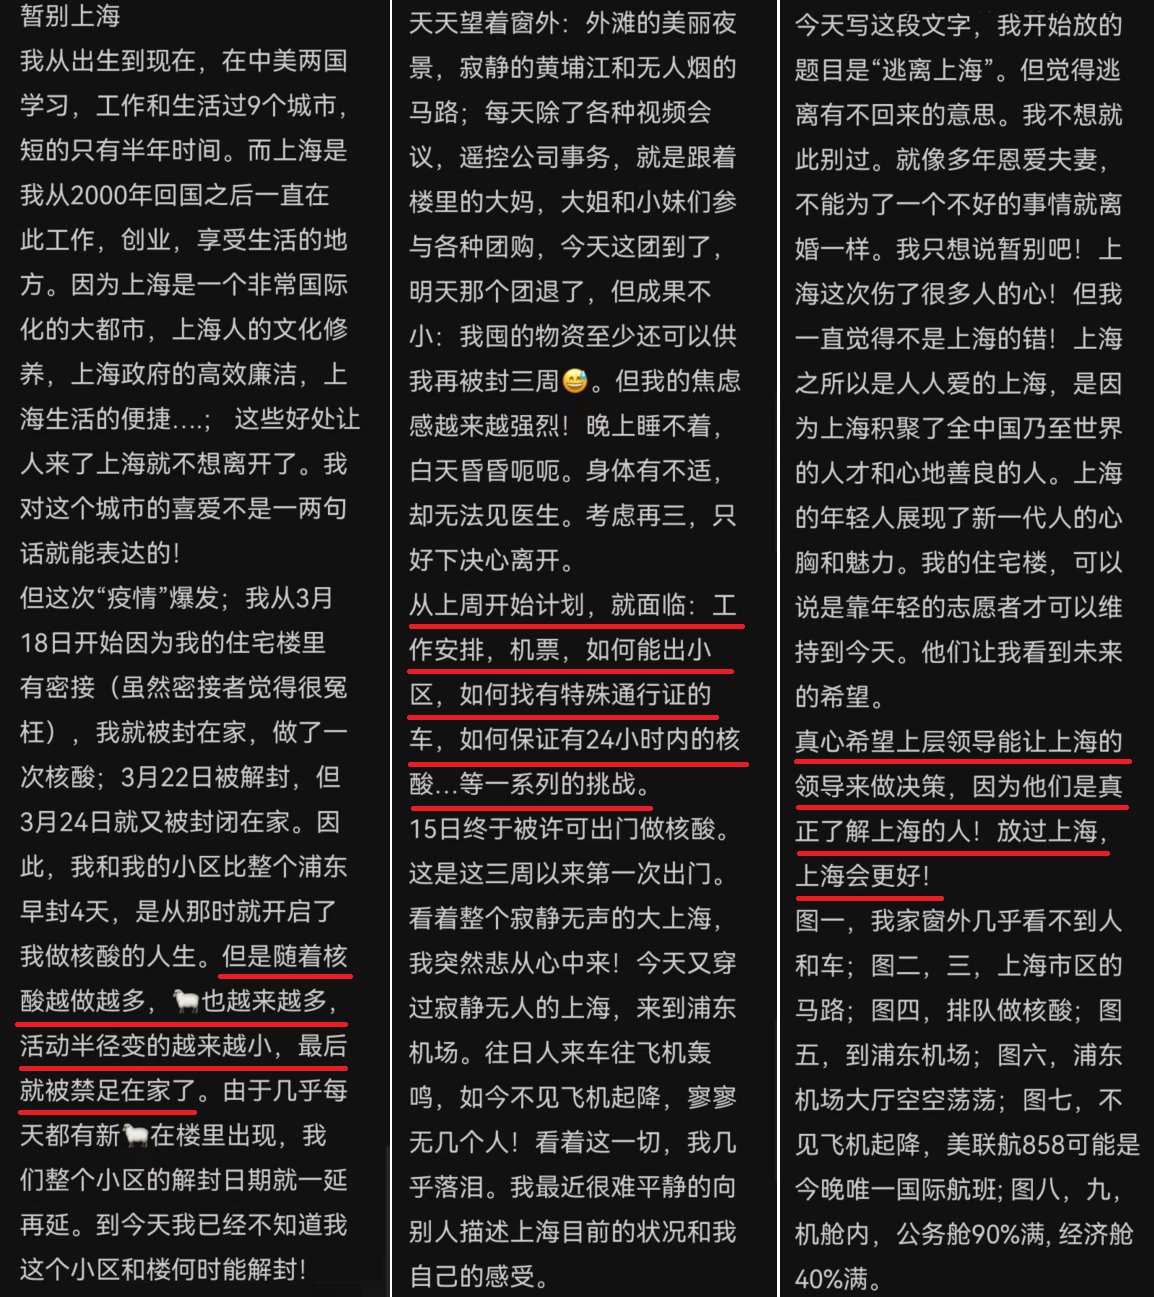 暂别上海
我从出生到现在，在中美两国
学习，工作和生活过9个城市，
短的只有半年时间。而上海是
我从2000年回国之后一直在
此工作，创业，享受生活的地
方。因为上海是一个非常国际
化的大都市，上海人的文化修
养，上海政府的高效廉洁，上
海生活的便捷....； 这些好处让
人来了上海就不想离开了。我
对这个城市的喜爱不是一两句
话就能表达的！
但这次“疫情”爆发；我从3月
18日开始因为我的住宅楼里
有密接（虽然密接者觉得很冤
枉），我就被封在家，做了一
次核酸；3月22日被解封，但
3月24日就又被封闭在家。因
此，我和我的小区比整个浦东
早封4天，是从那时就开启了
我做核酸的人生。但是随着核
酸越做越多，🐑也越来越多，
活动半径变的越来越小，最后
就被禁足在家了。由于几乎每
天都有新🐑在楼里出现，我
们整个小区的解封日期就一延
再延。到今天我已经不知道我
这个小区和楼何时能解封！
天天望着窗外：外滩的美丽夜
景，寂静的黄埔江和无人烟的
马路；每天除了各种视频会
议，遥控公司事务，就是跟着
楼里的大妈，大姐和小妹们参
与各种团购，今天这团到了，
明天那个团退了，但成果不
小：我囤的物资至少还可以供
我再被封三周😅。但我的焦虑
感越来越强烈！晚上睡不着，
白天昏昏呃呃。身体有不适，
却无法见医生。考虑再三，只
好下决心离开。
从上周开始计划，就面临：工
作安排，机票，如何能出小
区，如何找有特殊通行证的
车，如何保证有24小时内的核
酸...等一系列的挑战。
15日终于被许可出门做核酸。
这是这三周以来第一次出门。
看着整个寂静无声的大上海，
我突然悲从心中来！今天又穿
过寂静无人的上海，来到浦东
机场。往日人来车往飞机轰
鸣，如今不见飞机起降，寥寥
无几个人！看着这一切，我几
乎落泪。我最近很难平静的向
别人描述上海目前的状况和我
自己的感受。
今天写这段文字，我开始放的
题目是“逃离上海”。但觉得逃
离有不回来的意思。我不想就
此别过。就像多年恩爱夫妻，
不能为了一个不好的事情就离
婚一样。我只想说暂别吧！上
海这次伤了很多人的心！但我
一直觉得不是上海的错！上海
之所以是人人爱的上海，是因
为上海积聚了全中国乃至世界
的人才和心地善良的人。上海
的年轻人展现了新一代人的心
胸和魅力。我的住宅楼，可以
说是靠年轻的志愿者才可以维
持到今天。他们让我看到未来
的希望。
真心希望上层领导能让上海的
领导来做决策，因为他们是真
正了解上海的人！放过上海，
上海会更好！
图一，我家窗外几乎看不到人
和车；图二，三，上海市区的
马路；图四，排队做核酸；图
五，到浦东机场；图六，浦东
机场大厅空空荡荡；图七，不
见飞机起降，美联航858可能是
今晚唯一国际航班；图八，九，
机舱内，公务舱90%满, 经济舱
40%满。